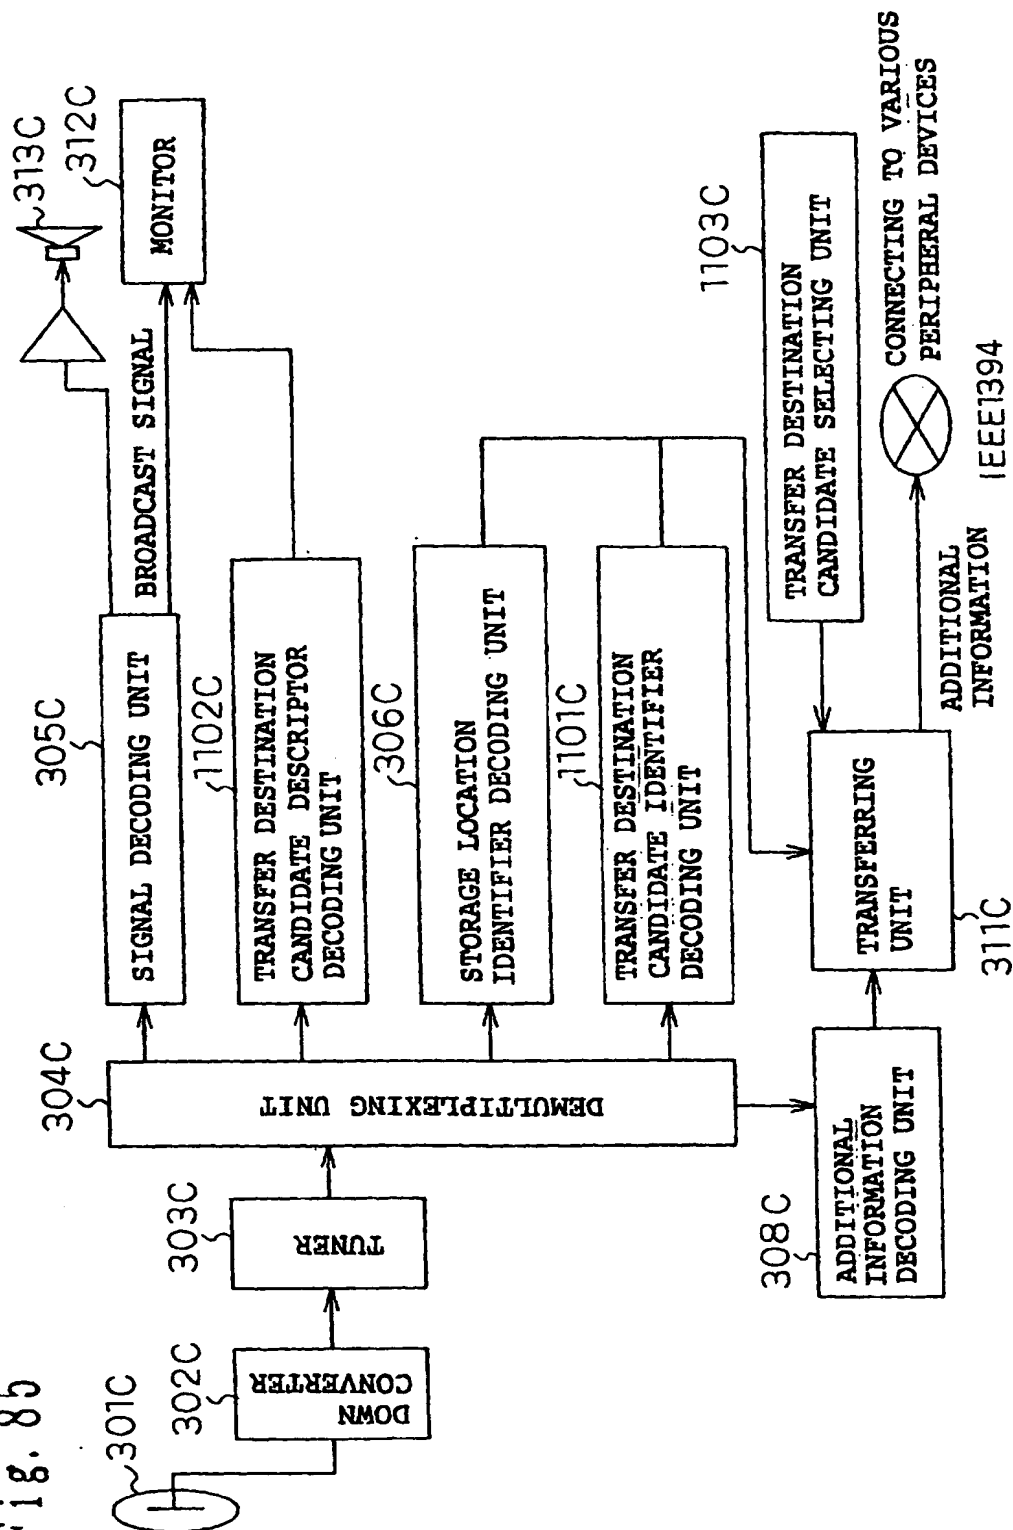 Fig.
301C
302C
DOWN
CONVERTER
303C
TUNER
304C
DEMULTIPLEXING UNIT
305C
SIGNAL DECODING UNIT
BROADCAST SIGNAL
313C
312C
MONITOR
1102C
TRANSFER DESTINATION
CANDIDATE DESCRIPTOR
DECODING UNIT
306C
STORAGE LOCATION
IDENTIFIER DECODING UNIT
1101C
TRANSFER DESTINATION
CANDIDATE IDENTIFIER
DECODING UNIT
1103C
TRANSFER DESTINATION
CANDIDATE SELECTING UNIT
308C
ADDITIONAL
INFORMATION
DECODING UNIT
TRANSFERRING
UNIT
311C
ADDITIONAL
INFORMATION
CONNECTING TO VARIOUS
PERIPHERAL DEVICES
IEEE1394